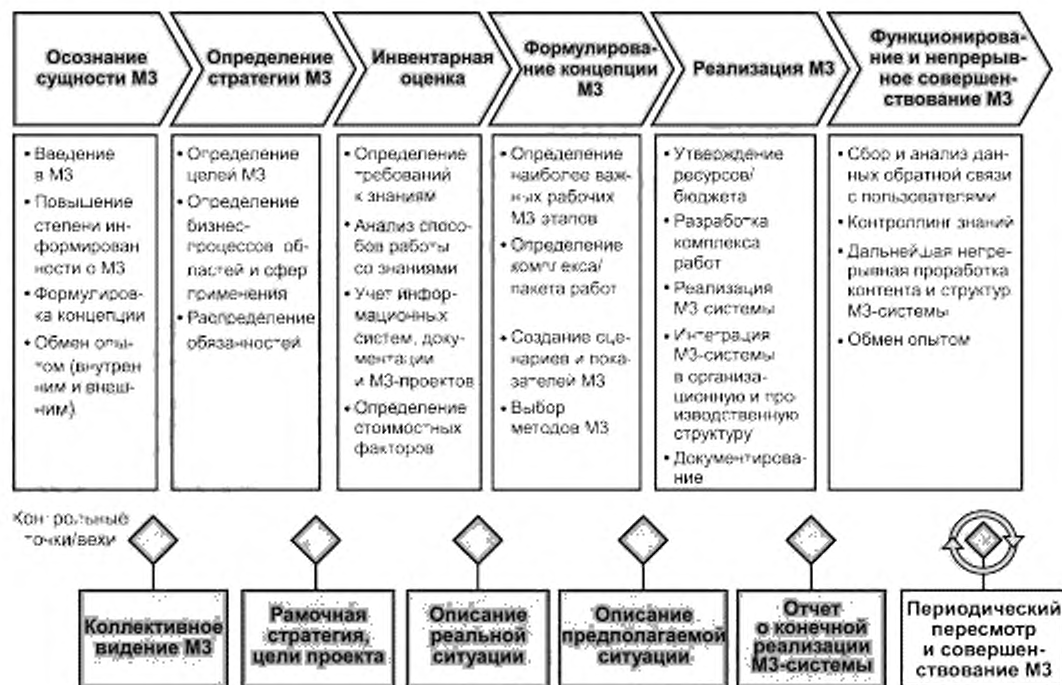 Осознание
сущности МЗ
Определение
стратегии МЗ
Инвентарная
оценка
Формулирова-
ние концепции
МЗ
Реализация МЗ
Функционирова-
ние и непрерыв-
ное совершен-
ствование МЗ
• Введение
в МЗ
• Повышение
степени ин-
формирован
ности о МЗ
• Формулиров-
ка концепции
• Обмен опы-
том (внутрен
ним и внеш-
ним)
• Определение
целей МЗ
• Определение
бизнес-
процессов об-
ластей и сфер
применения
• Распределение
обязанностей
• Определение
требований
к знаниям
• Анализ спосо-
бов работы
со знаниями
• Учет инфор-
мационных
систем, доку-
ментации
и МЗ-проектов
• Определение
стоимостных
факторов
• Определение
наиболее важ-
ных рабочих
МЗ этапов
• Определение
комплекса/
пакета работ
• Создание сце-
нариев и пока-
зателей МЗ
• Выбор
методов МЗ
• Утверждение
ресурсов/
бюджета
• Разработка
комплекса
работ
• Реализация
МЗ-системы
• Интеграция
МЗ-системы
в организа-
ционную и про-
изводственную
структуру
• Документирова-
ние
• Сбор и анализ дан-
ных обратной связи
с пользователями
• Контроллинг знаний
• Дальнейшая непре-
рывная проработка
контента и структур
МЗ-системы
• Обмен опытом
Контрольные
точки/вехи
Коллективное
видение МЗ
Рамочная
стратегия,
цели проекта
Описание
реальной
ситуации
Описание
предполагаемой
ситуации
Отчет
о конечной
реализации
МЗ-системы
Периодический
пересмотр
и совершен-
ствование МЗ